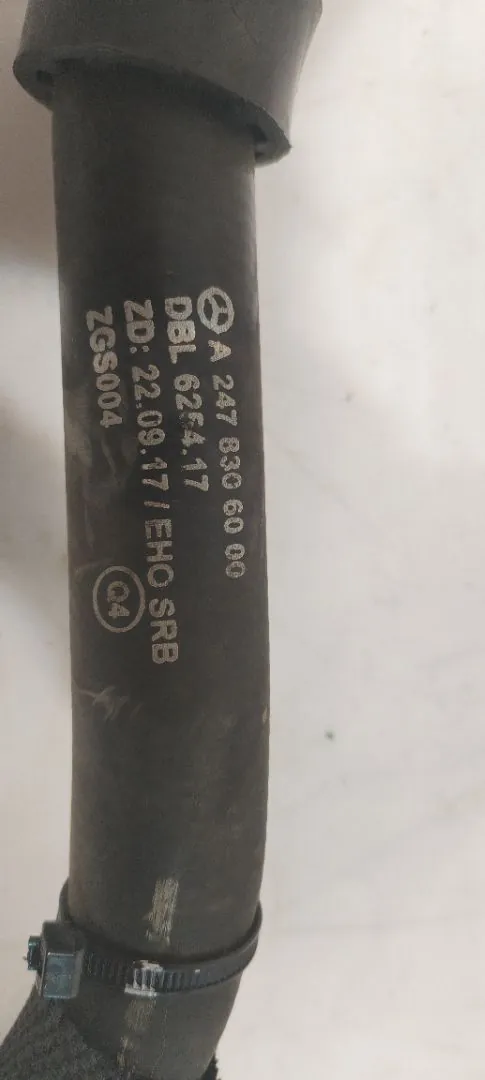 A 247 830 60 00
DBL 6254.17
ZD: 22.09.17 / EHO SRB
ZGS004
Q4